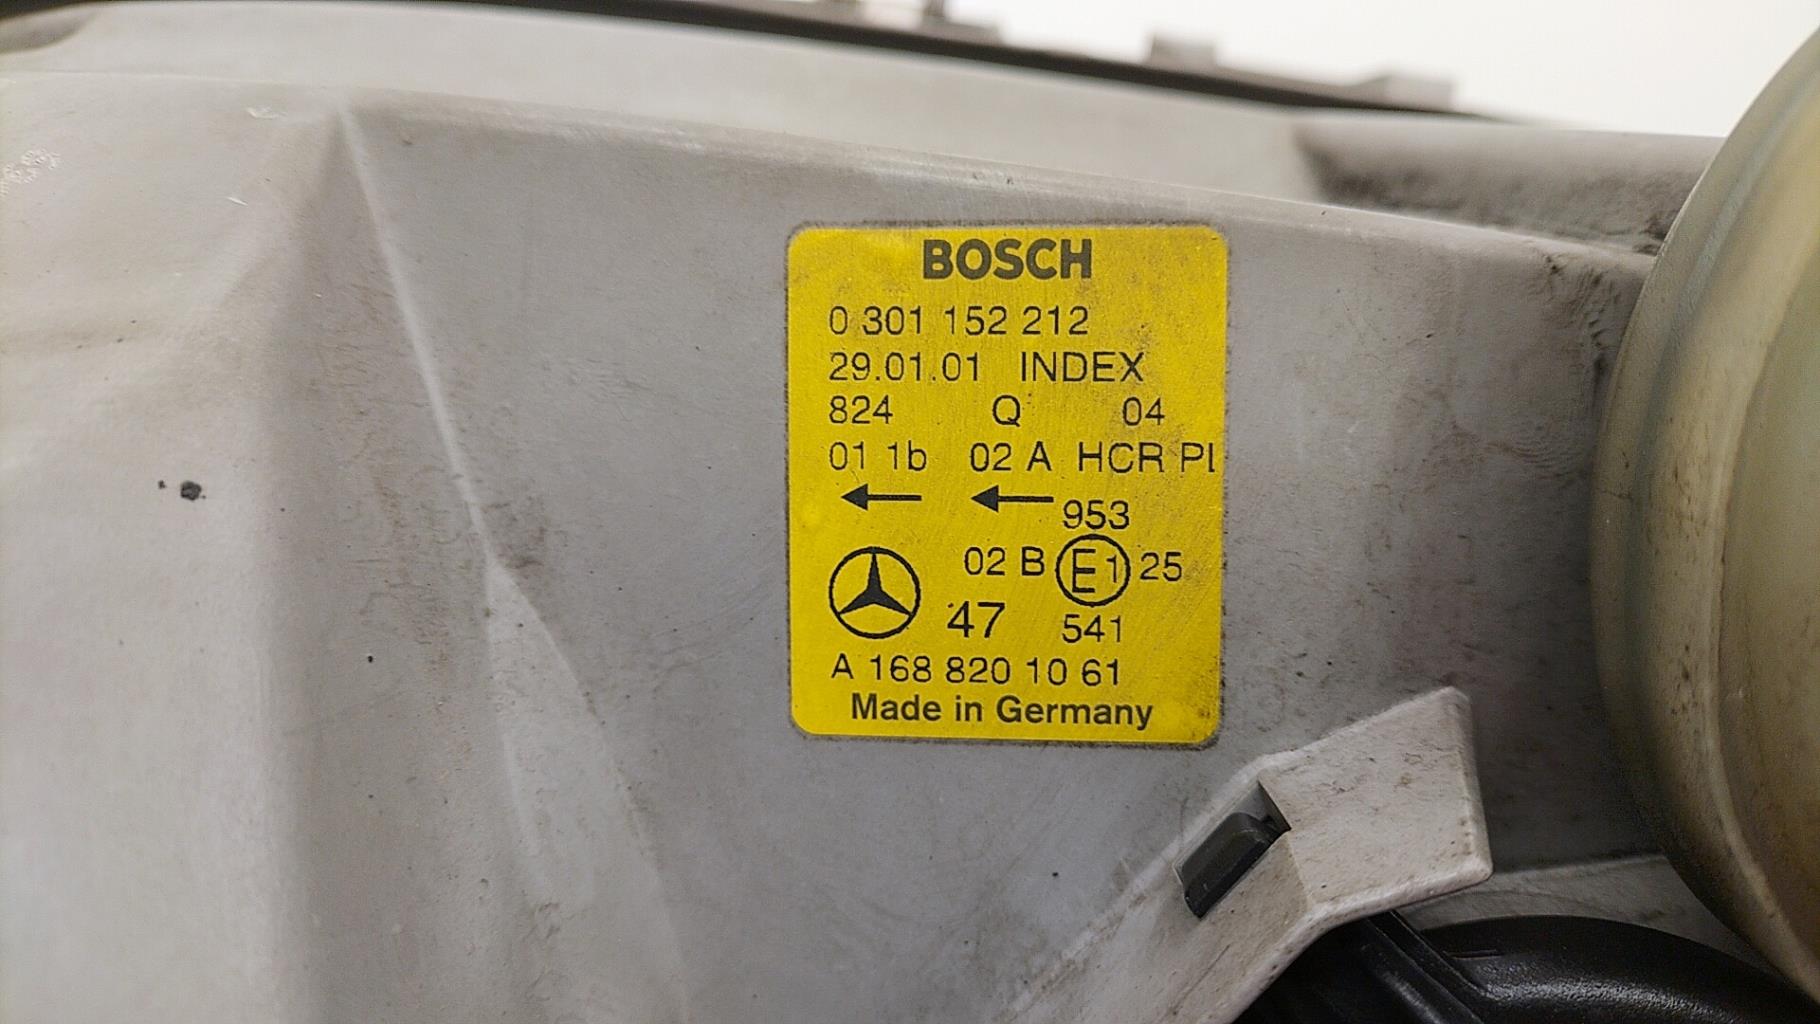 BOSCH
0 301 152 212
29.01.01 INDEX
824 Q 04
01 1b 02 A HCR PL
953
02 B E1 25
47 541
A 168 820 10 61
Made in Germany